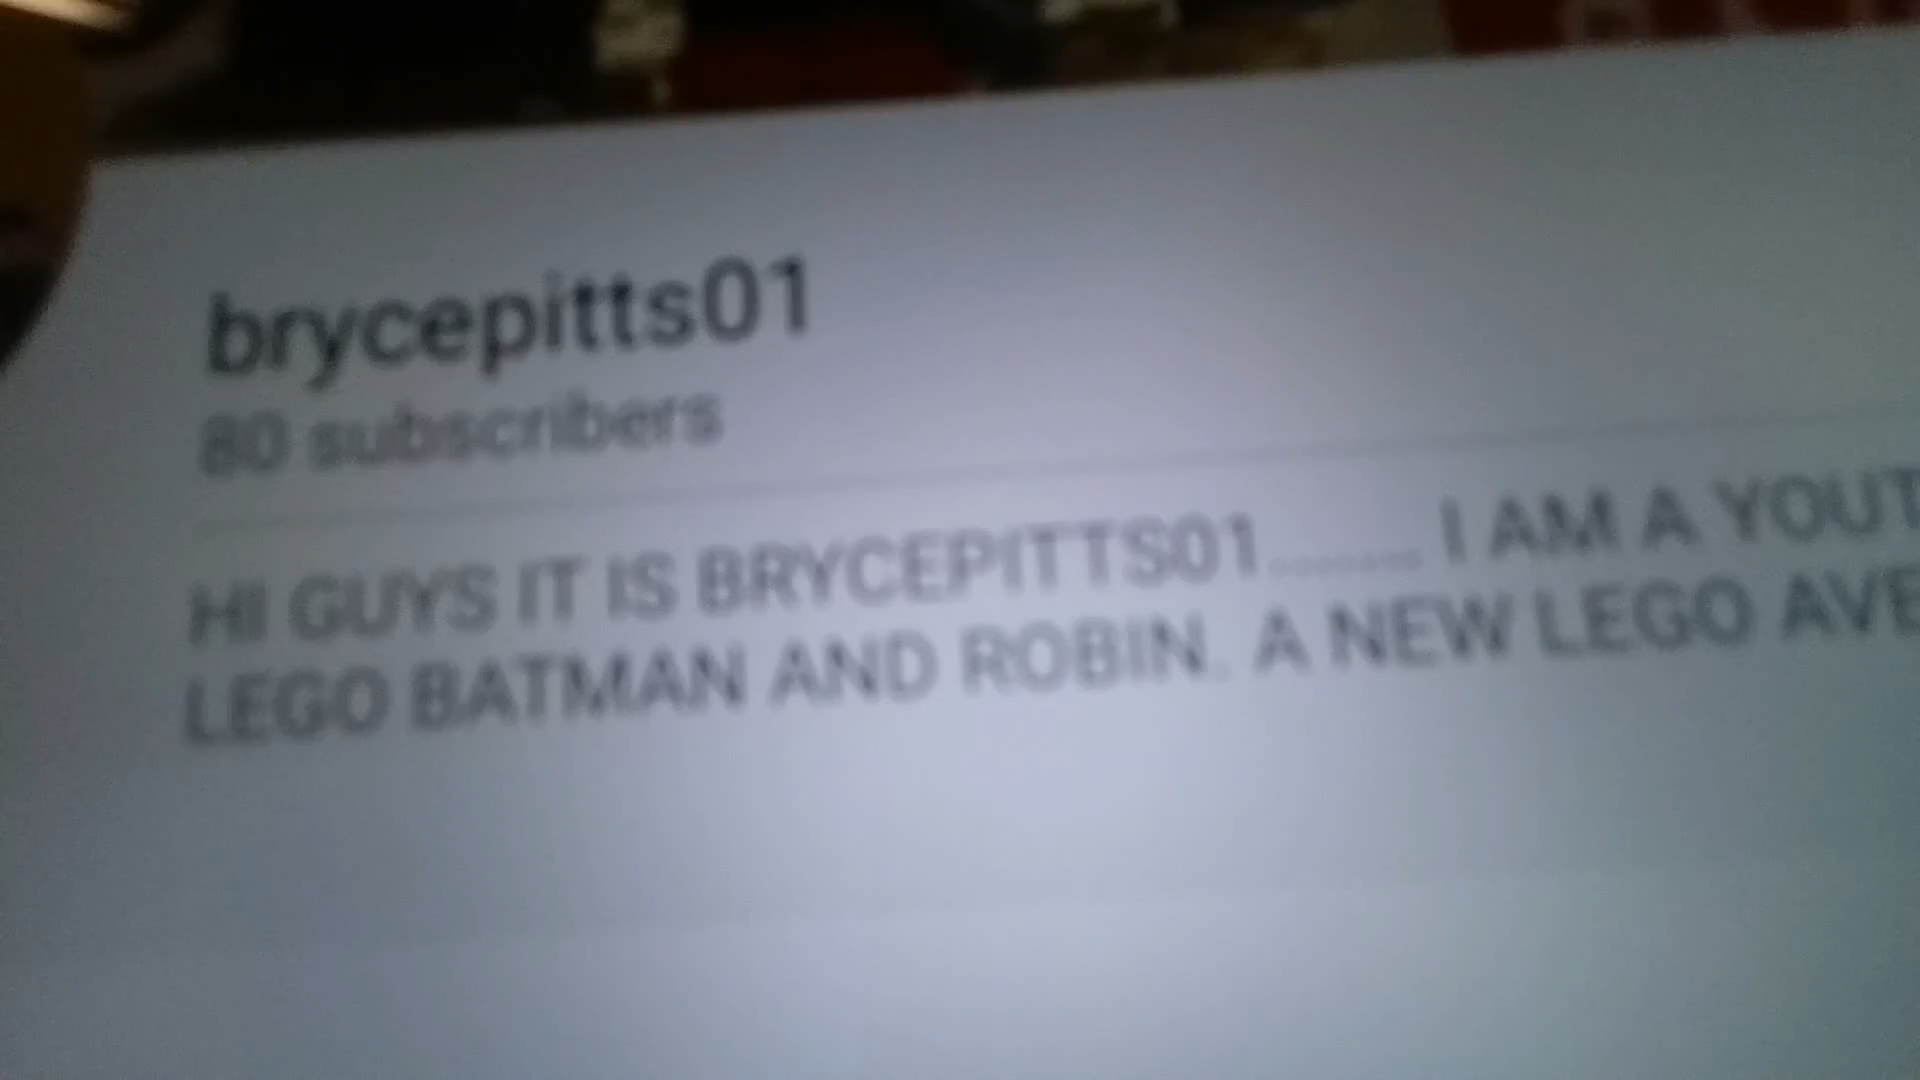 brycepitts01
80 subscribers
HI GUYS IT IS BRYCEPITTS01........ I AM A YOUT
LEGO BATMAN AND ROBIN. A NEW LEGO AVE